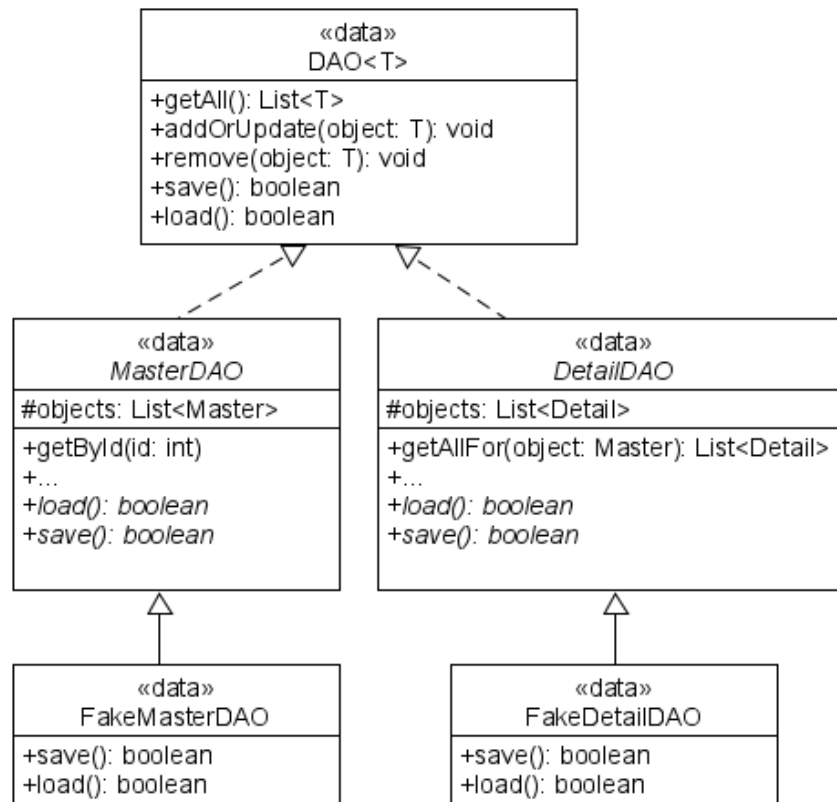 «data»
DAO<T>
+getAll(): List<T>
+addOrUpdate(object: T): void
+remove(object: T): void
+save(): boolean
+load(): boolean
«data»
MasterDAO
#objects: List<Master>
+getById(id: int)
+...
+load(): boolean
+save(): boolean
«data»
DetailDAO
#objects: List<Detail>
+getAllFor(object: Master): List<Detail>
+...
+load(): boolean
+save(): boolean
«data»
FakeMasterDAO
+save(): boolean
+load(): boolean
«data»
FakeDetailDAO
+save(): boolean
+load(): boolean